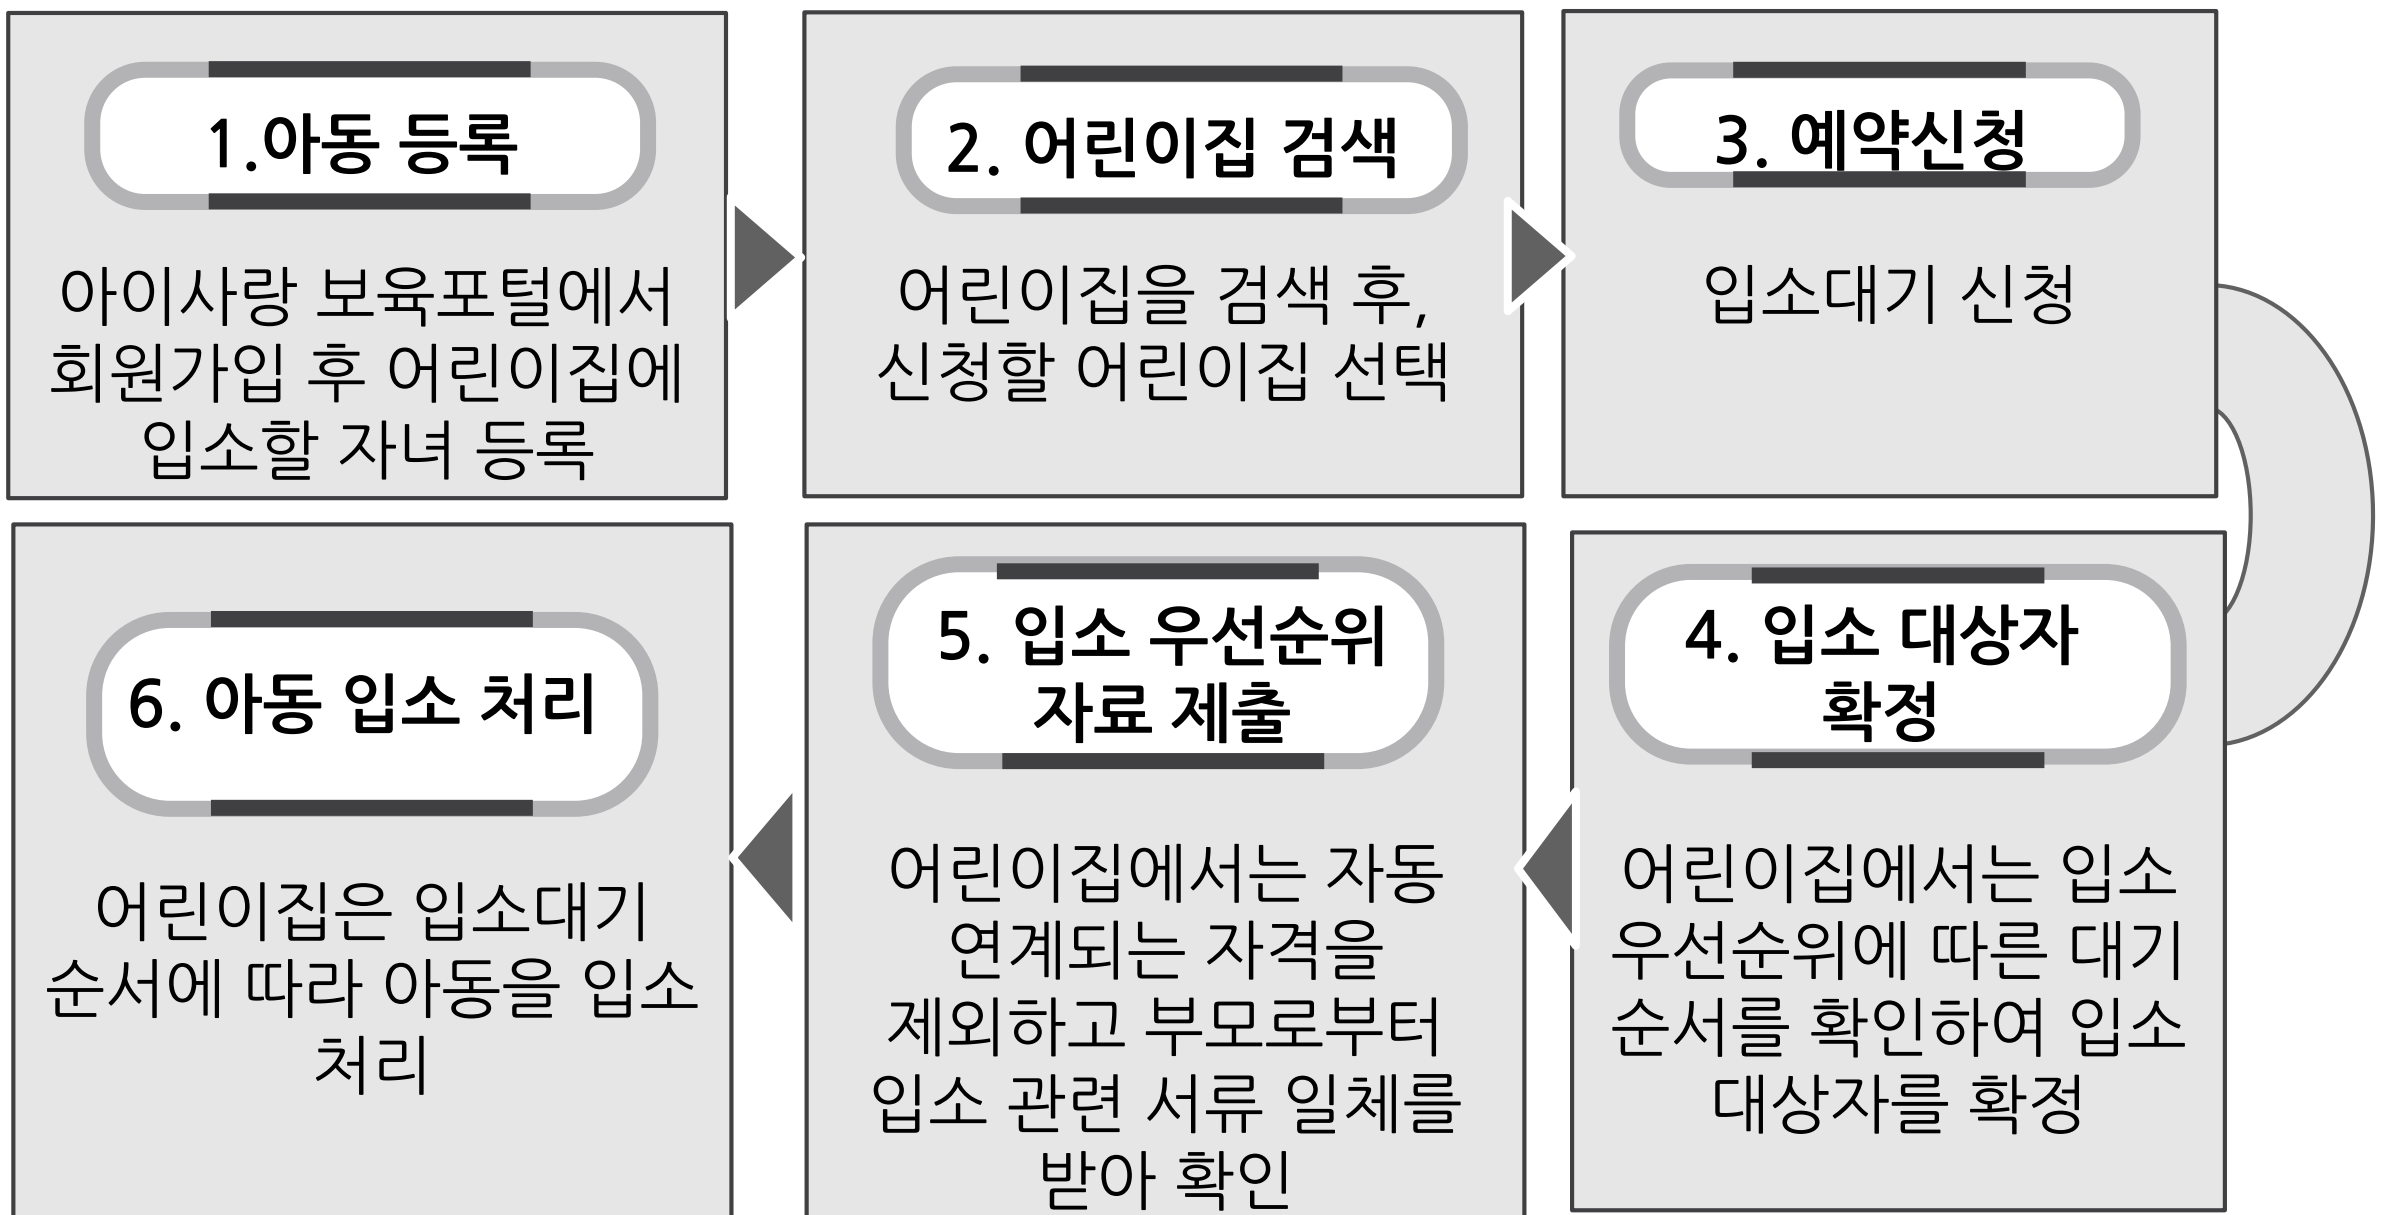 1.아동 등록
아이사랑 보육포털에서
회원가입 후 어린이집에
입소할 자녀 등록
2. 어린이집 검색
어린이집을 검색 후,
신청할 어린이집 선택
3. 예약신청
입소대기 신청
4. 입소 대상자
확정
어린이집에서는 입소
우선순위에 따른 대기
순서를 확인하여 입소
대상자를 확정
5. 입소 우선순위
자료 제출
어린이집에서는 자동
연계되는 자격을
제외하고 부모로부터
입소 관련 서류 일체를
받아 확인
6. 아동 입소 처리
어린이집은 입소대기
순서에 따라 아동을 입소
처리